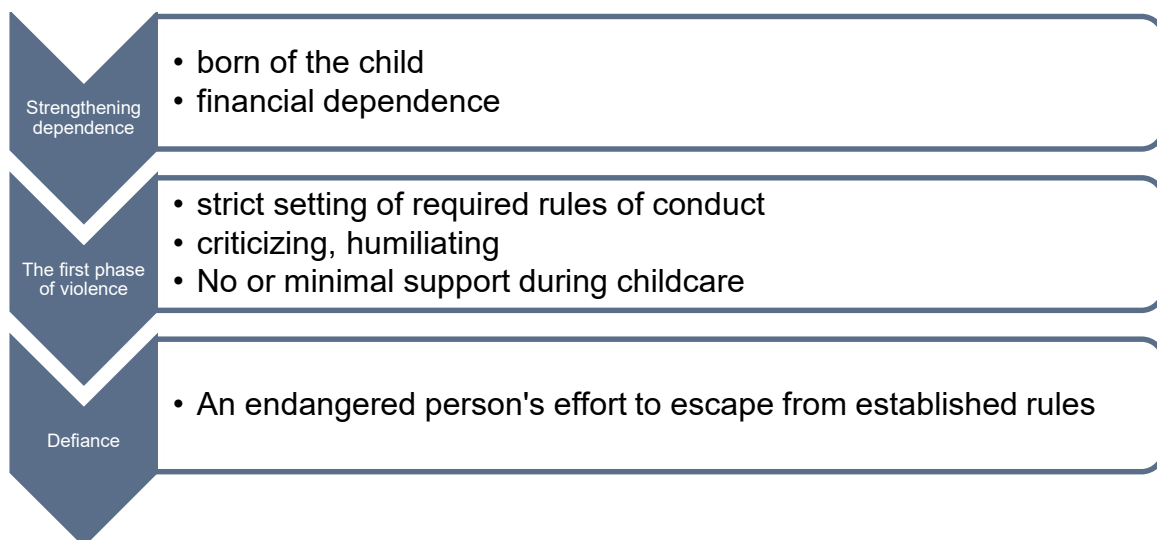 Strengthening
dependence
• born of the child
• financial dependence
The first phase
of violence
• strict setting of required rules of conduct
• criticizing, humiliating
• No or minimal support during childcare
Defiance
• An endangered person's effort to escape from established rules